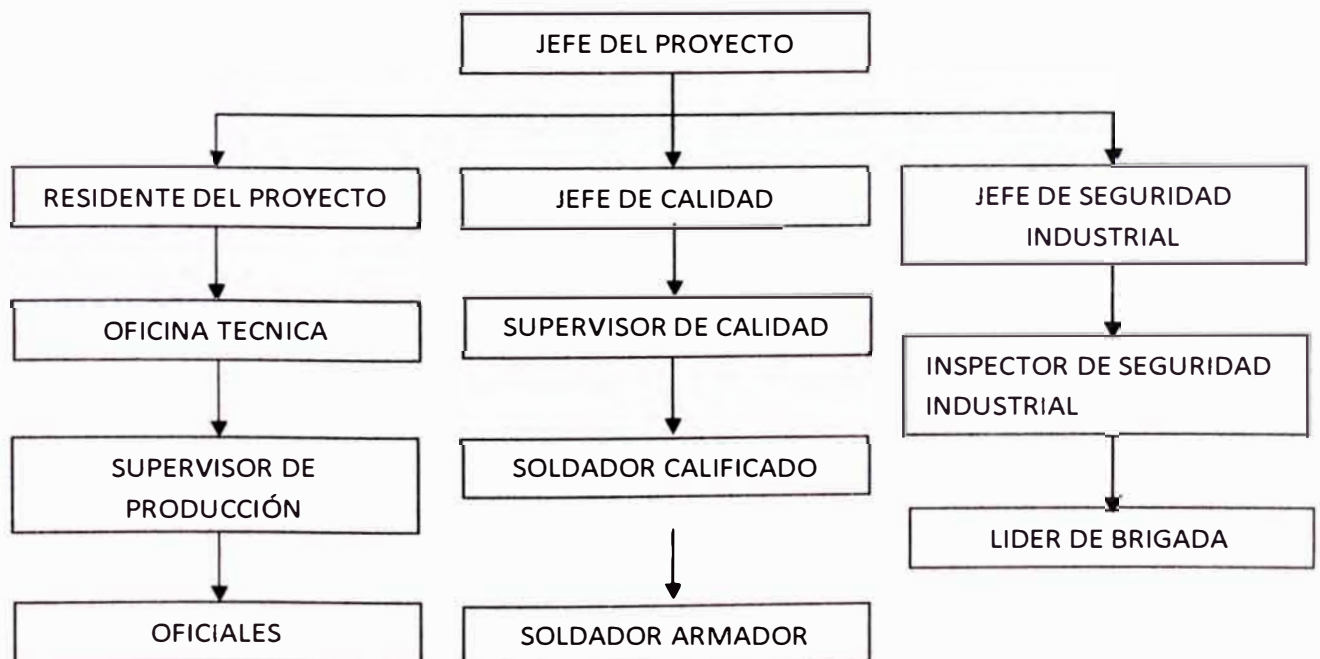 JEFE DEL PROYECTO
RESIDENTE DEL PROYECTO
JEFE DE CALIDAD
JEFE DE SEGURIDAD
INDUSTRIAL
OFICINA TECNICA
SUPERVISOR DE CALIDAD
INSPECTOR DE SEGURIDAD
INDUSTRIAL
SUPERVISOR DE
PRODUCCIÓN
SOLDADOR CALIFICADO
LIDER DE BRIGADA
OFICIALES
SOLDADOR ARMADOR